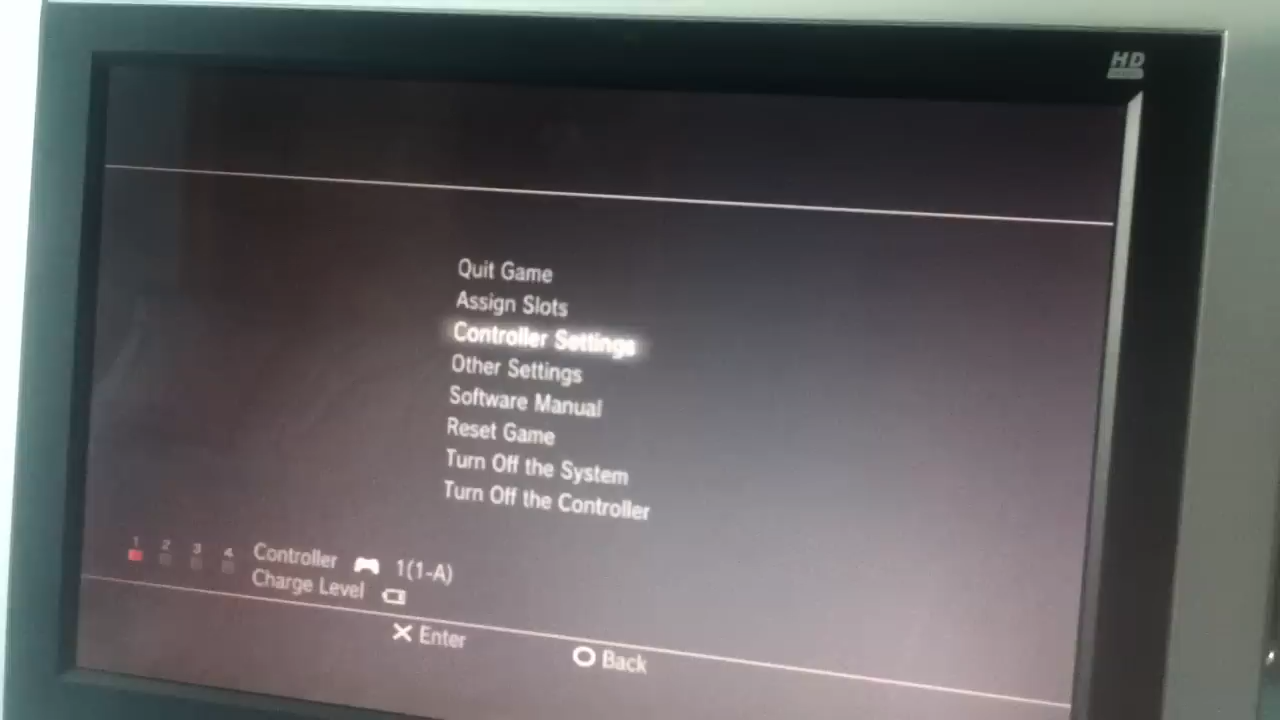 HD
Quit Game
Assign Slots
Controller Settings
Other Settings
Software Manual
Reset Game
Turn Off the System
Turn Off the Controller
1 2 3 4 Controller 1(1-A)
Charge Level
Enter
Back